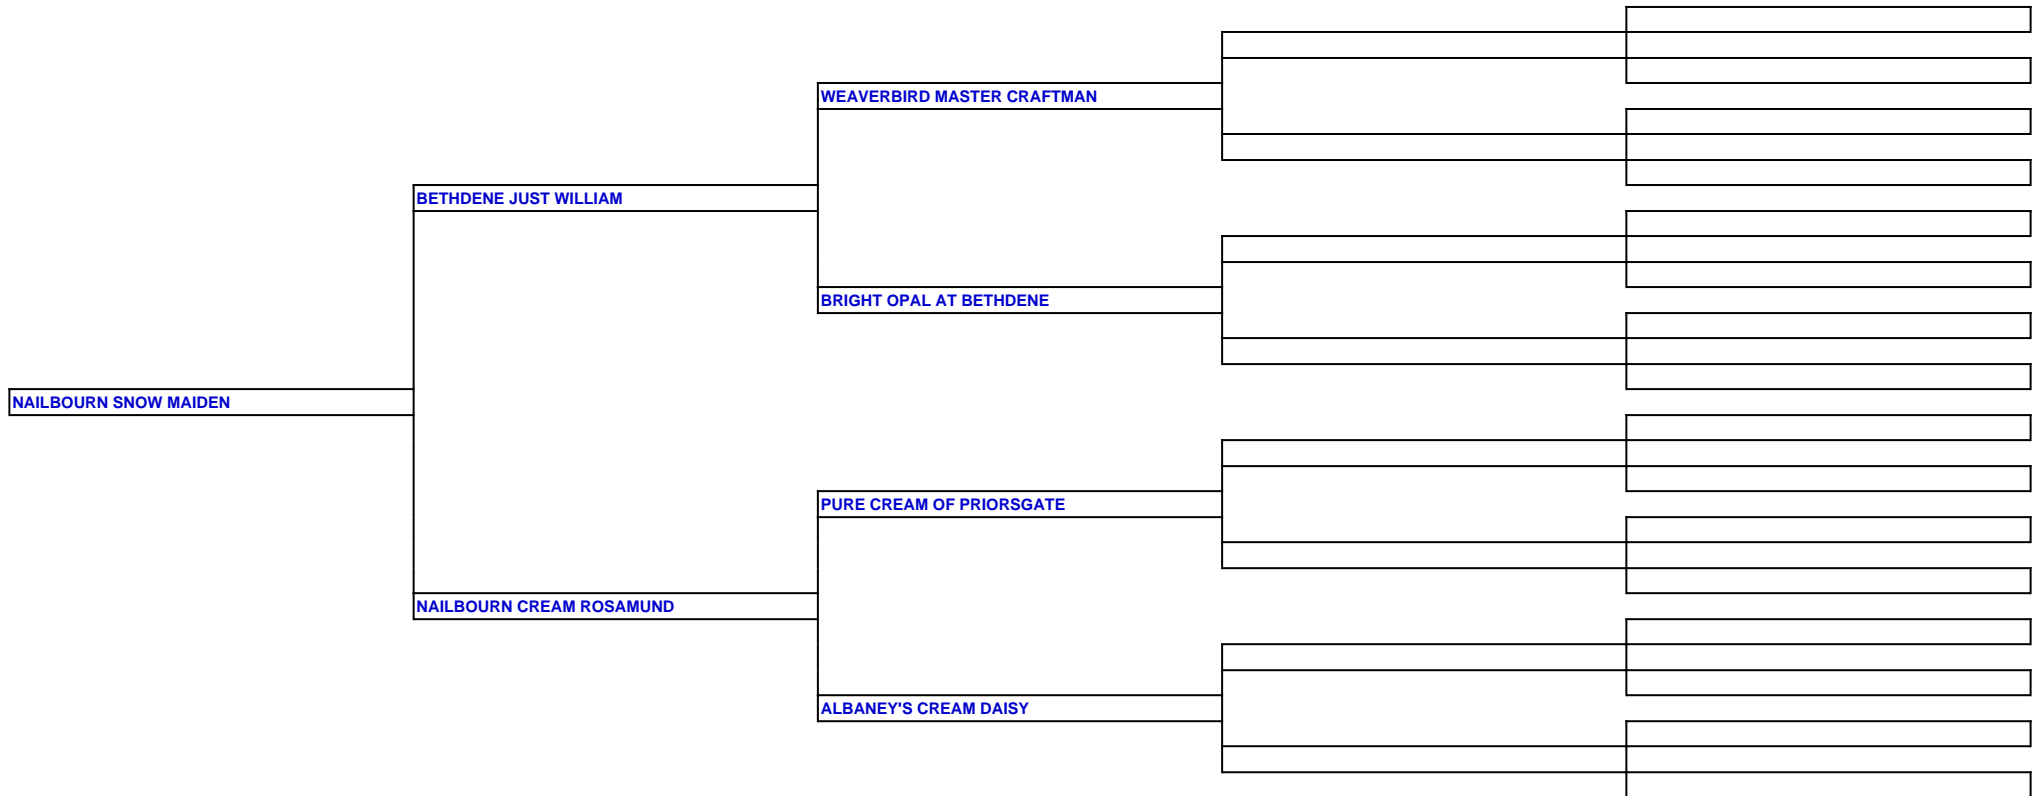 WEAVERBIRD MASTER CRAFTMAN
BETHDENE JUST WILLIAM
BRIGHT OPAL AT BETHDENE
NAILBOURN SNOW MAIDEN
PURE CREAM OF PRIORSGATE
NAILBOURN CREAM ROSAMUND
ALBANEY'S CREAM DAISY